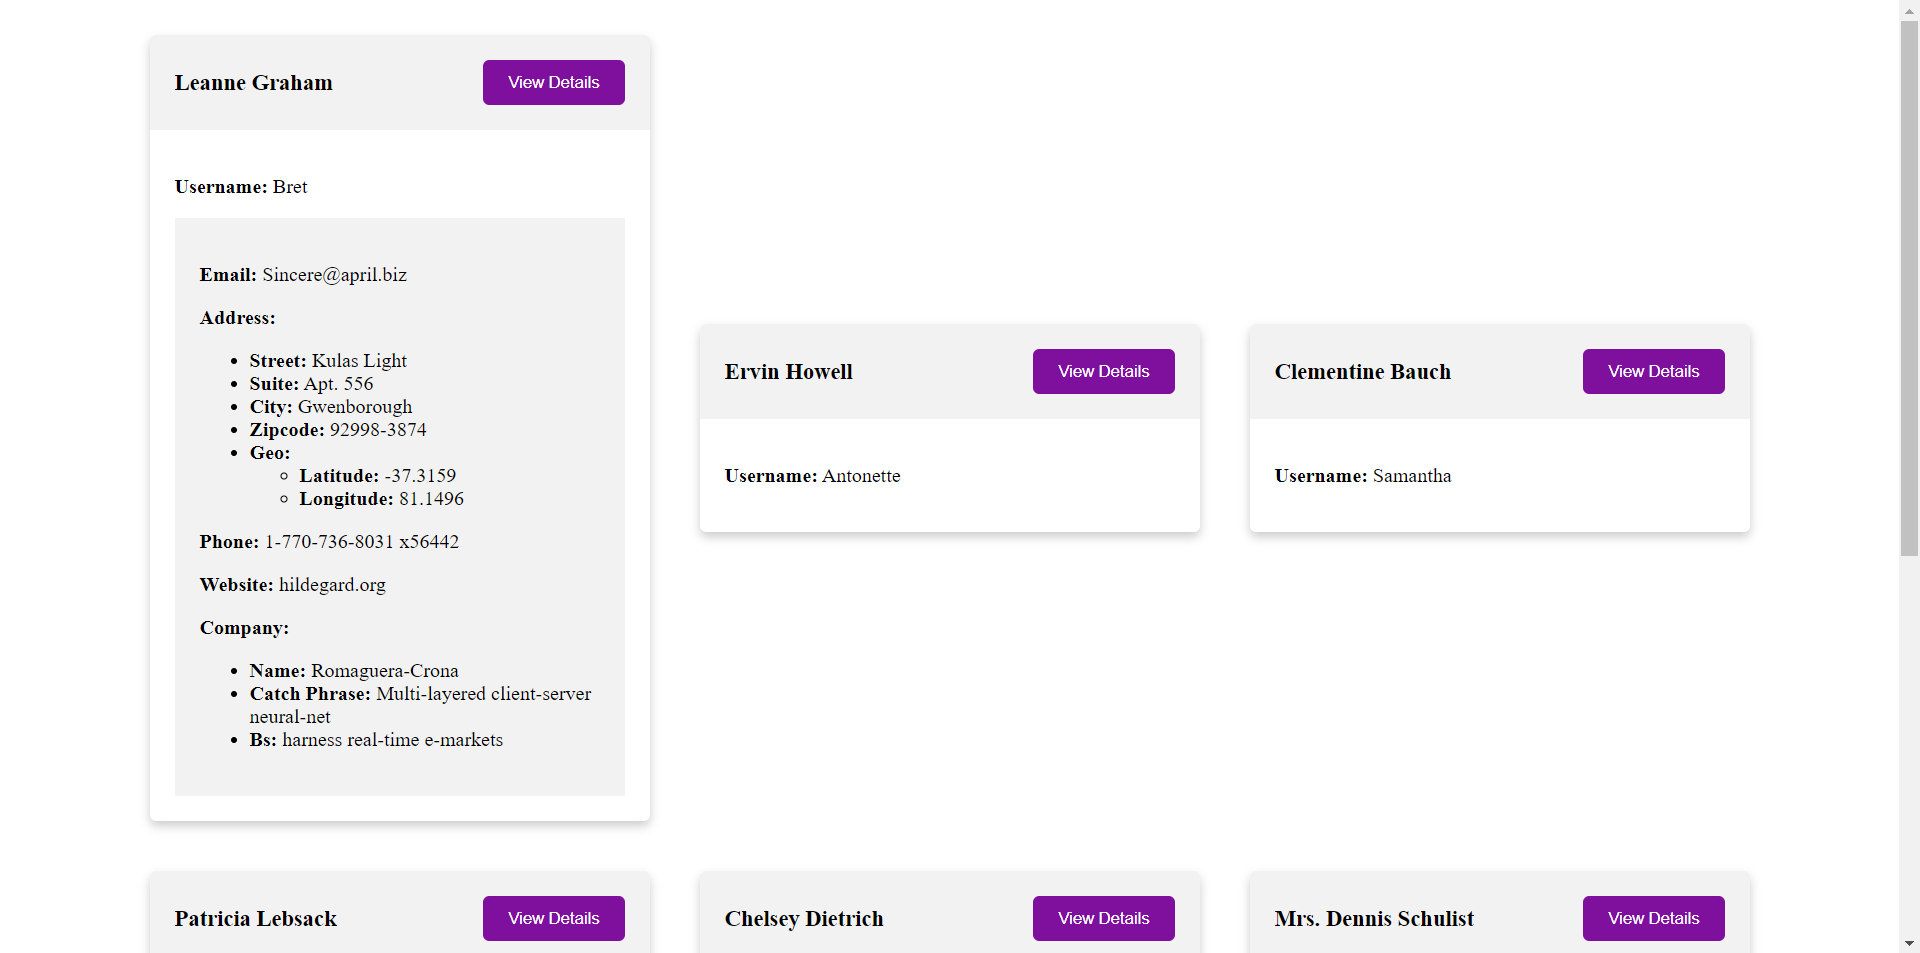 Leanne Graham
View Details
Username: Bret
Email: Sincere@april.biz
Address:
Street: Kulas Light
Suite: Apt. 556
City: Gwenborough
Zipcode: 92998-3874
Geo:
Latitude: -37.3159
Longitude: 81.1496
Phone: 1-770-736-8031 x56442
Website: hildegard.org
Company:
Name: Romaguera-Crona
Catch Phrase: Multi-layered client-server
neural-net
Bs: harness real-time e-markets
Ervin Howell
View Details
Username: Antonette
Clementine Bauch
View Details
Username: Samantha
Patricia Lebsack
View Details
Chelsey Dietrich
View Details
Mrs. Dennis Schulist
View Details